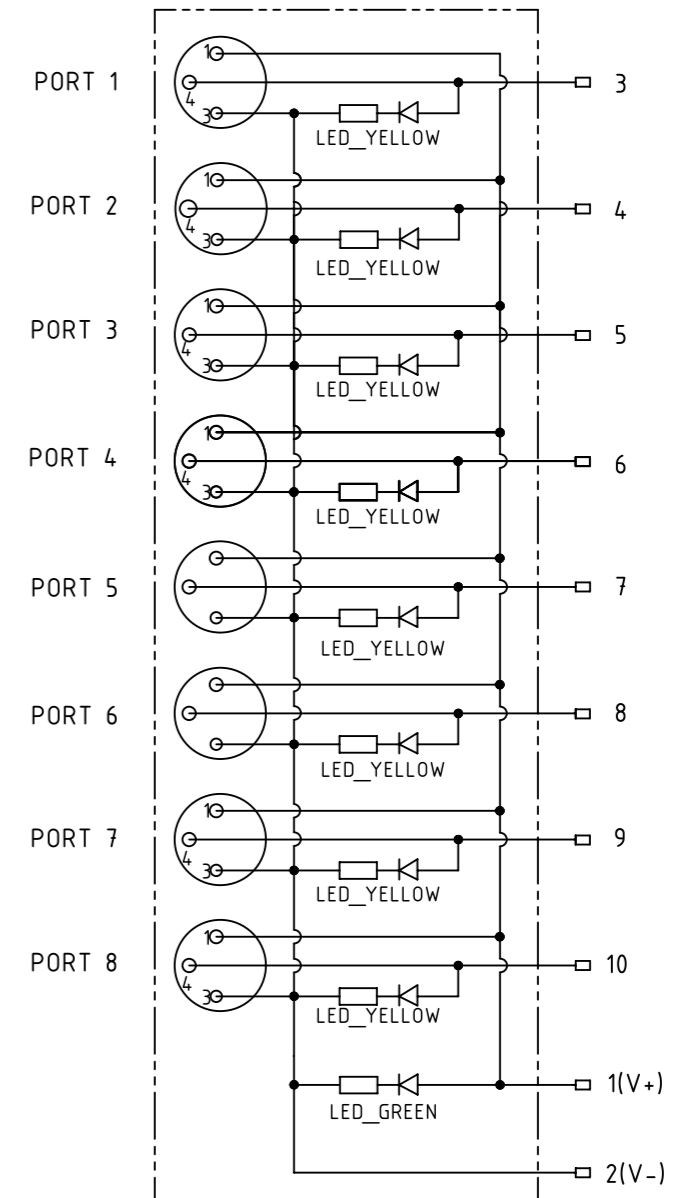 1
PORT 1
3
4
3
LED_YELLOW
1
PORT 2
4
4
3
LED_YELLOW
1
PORT 3
5
4
3
LED_YELLOW
1
PORT 4
6
4
3
LED_YELLOW
PORT 5
7
LED_YELLOW
PORT 6
8
LED_YELLOW
1
PORT 7
9
4
3
LED_YELLOW
1
PORT 8
10
4
3
LED_YELLOW
1(V+)
LED_GREEN
2(V-)